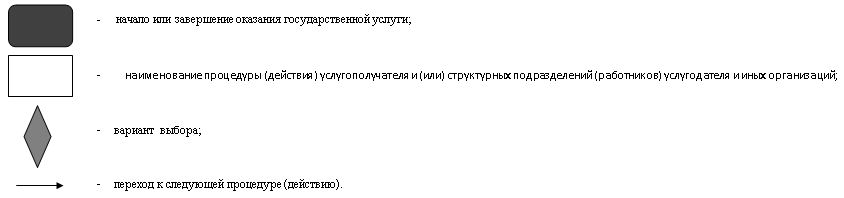 - начало или завершение оказания государственной услуги;
- наименование процедуры (действия) услугополучателя и (или) структурных подразделений (работников) услугодателя и иных организаций;
- вариант выбора;
- переход к следующей процедуре (действию).